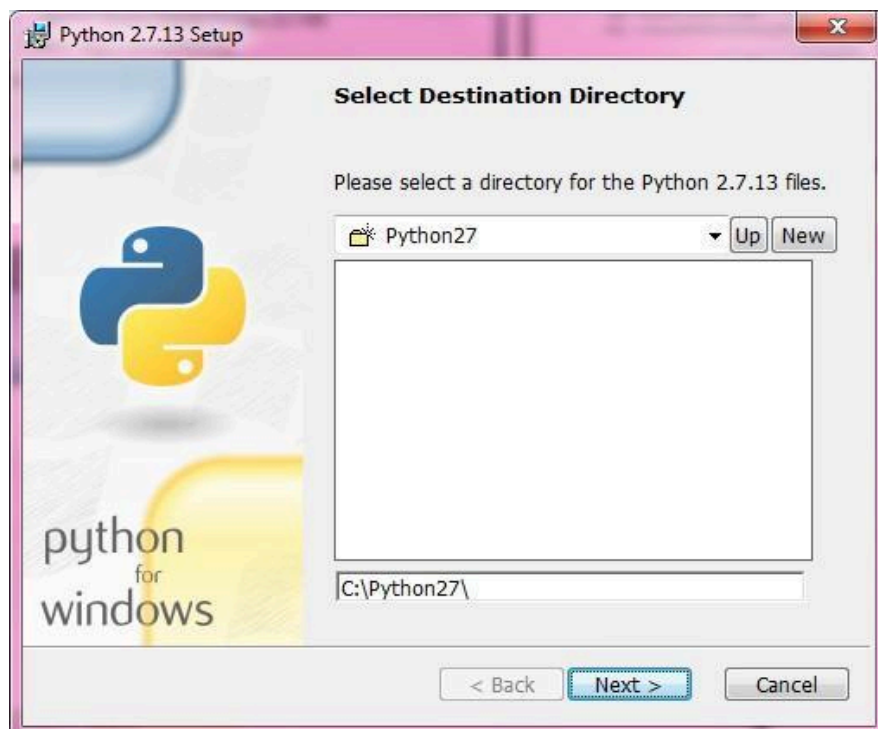 Python 2.7.13 Setup
Select Destination Directory
Please select a directory for the Python 2.7.13 files.
Python27
Up
New
C:\Python27\
python
for
windows
< Back
Next >
Cancel